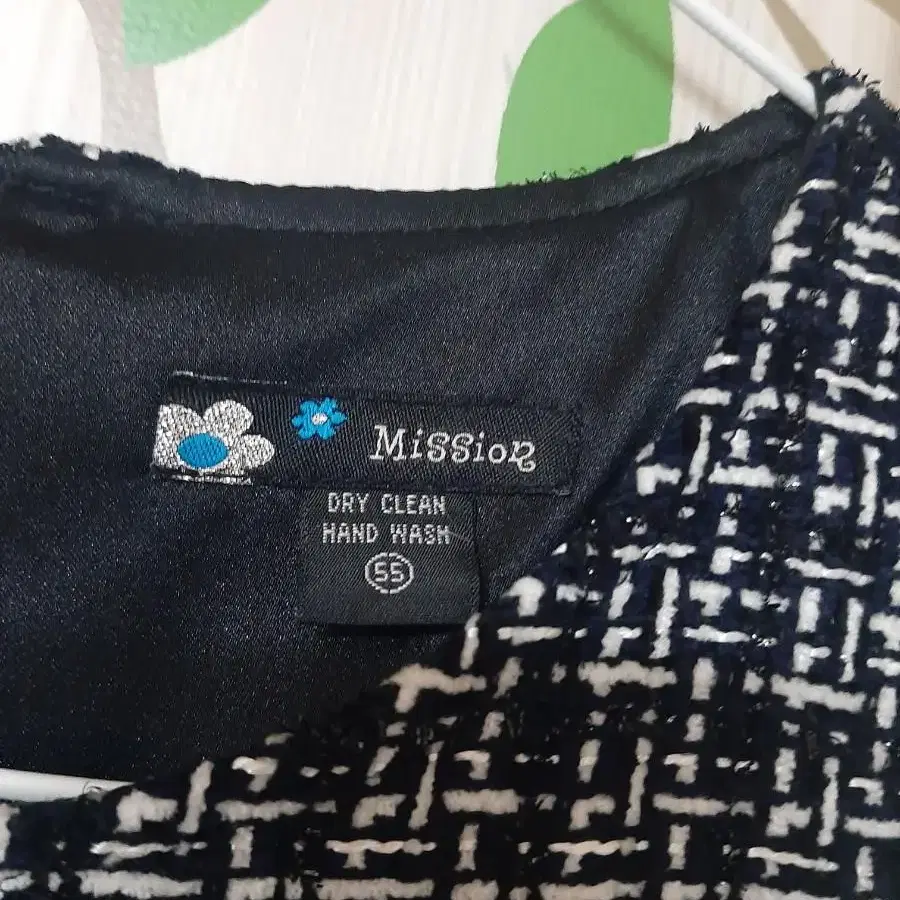 Mission
DRY CLEAN
HAND WASH
55